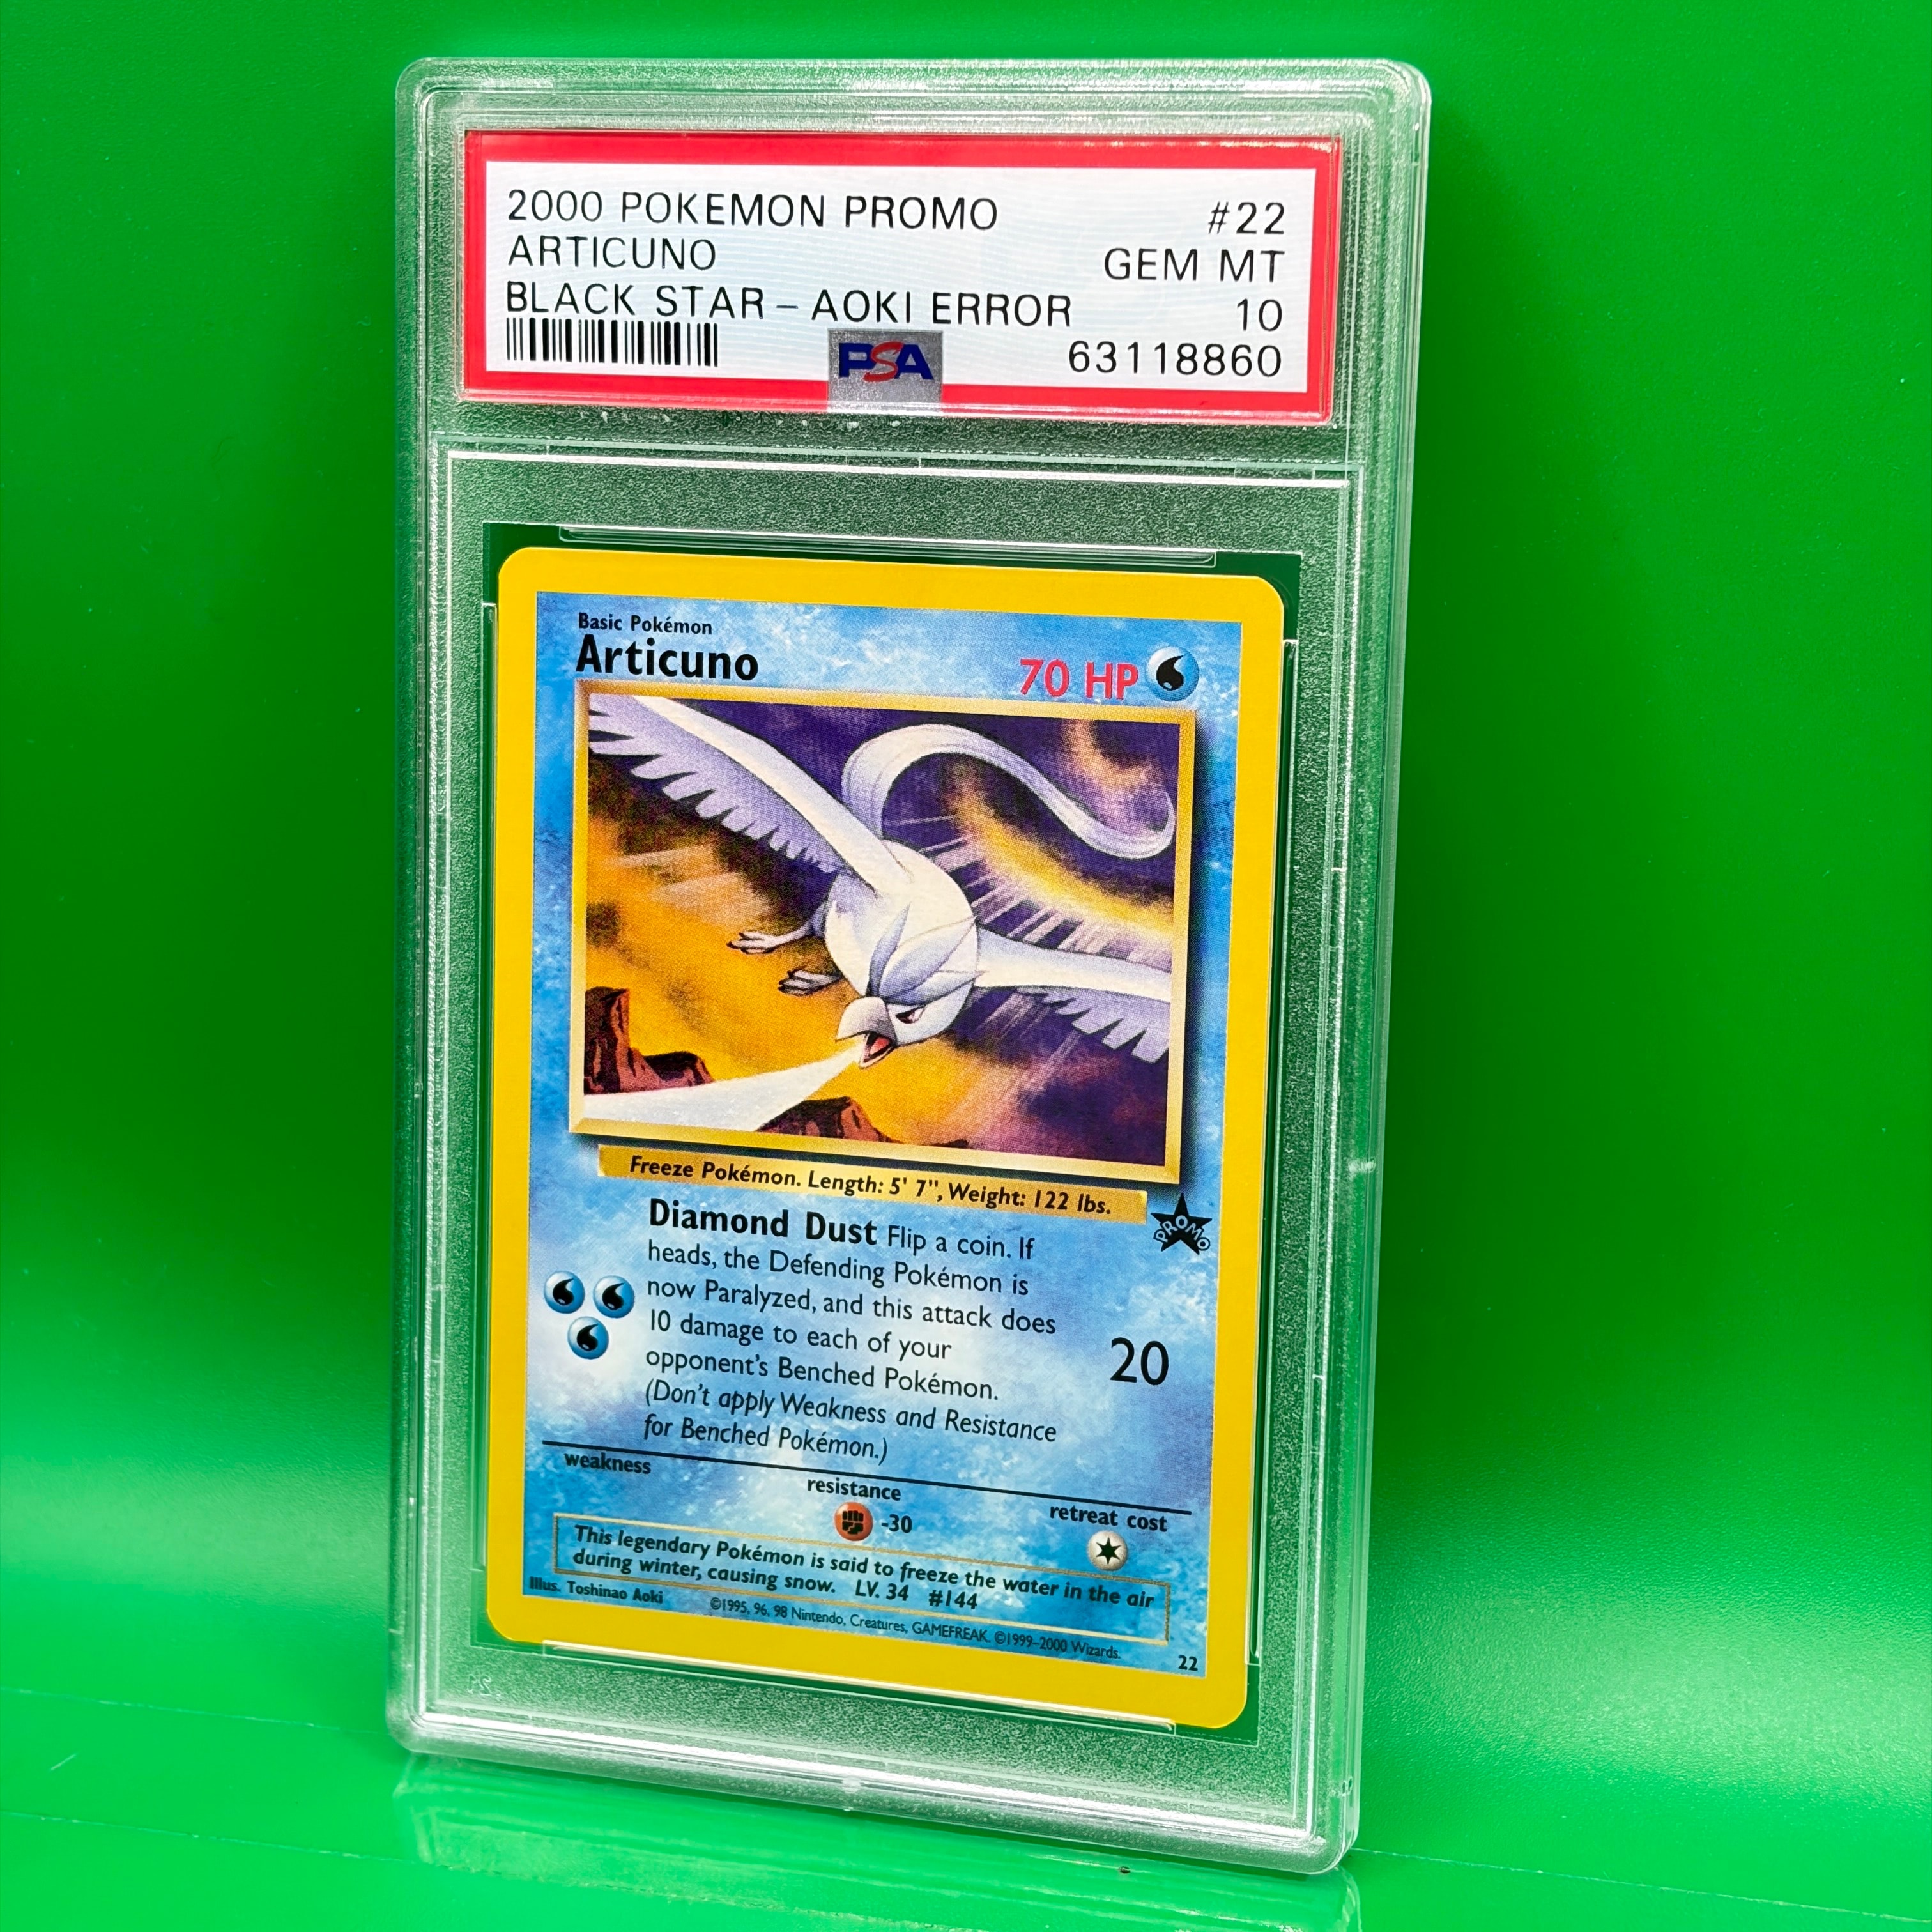 2000 POKEMON PROMO #22
ARTICUNO GEM MT
BLACK STAR – AOKI ERROR 10
PSA 63118860
Basic Pokémon
Articuno 70 HP
Freeze Pokémon. Length: 5' 7", Weight: 122 lbs.
PROMO
Diamond Dust Flip a coin. If
heads, the Defending Pokémon is
now Paralyzed, and this attack does
10 damage to each of your
opponent's Benched Pokémon.
(Don't apply Weakness and Resistance
for Benched Pokémon.)
20
weakness
resistance
-30
retreat cost
This legendary Pokémon is said to freeze the water in the air
during winter, causing snow. LV. 34 #144
Illus. Toshinao Aoki
©1995, 96, 98 Nintendo, Creatures, GAMEFREAK. ©1999–2000 Wizards.
22